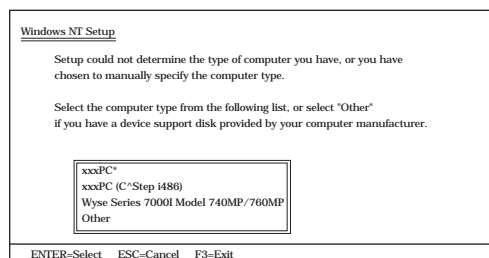 Windows NT Setup
Setup could not determine the type of computer you have, or you have
chosen to manually specify the computer type.
Select the computer type from the following list, or select "Other"
if you have a device support disk provided by your computer manufacturer.
xxxPC*
xxxPC (C^Step i486)
Wyse Series 7000I Model 740MP/760MP
Other
ENTER=Select ESC=Cancel F3=Exit